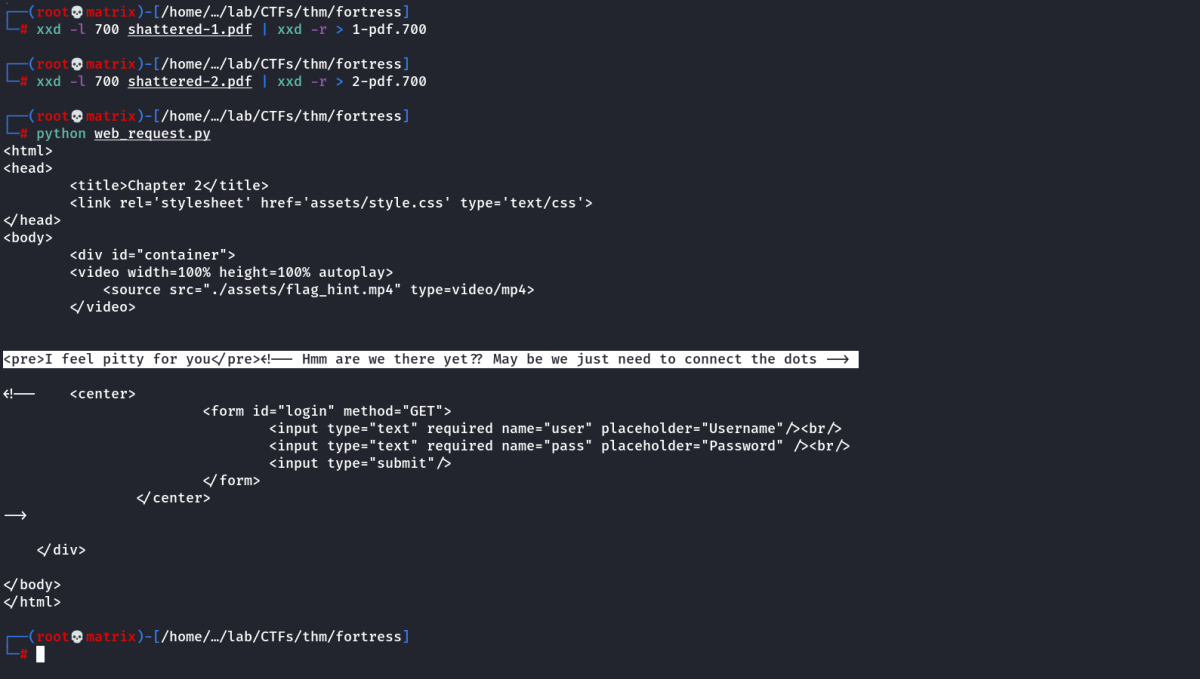 ┌──(root💀matrix)-[/home/…/lab/CTFs/thm/fortress]
└─# xxd -l 700 shattered-1.pdf | xxd -r > 1-pdf.700
┌──(root💀matrix)-[/home/…/lab/CTFs/thm/fortress]
└─# xxd -l 700 shattered-2.pdf | xxd -r > 2-pdf.700
┌──(root💀matrix)-[/home/…/lab/CTFs/thm/fortress]
└─# python web_request.py
<html>
<head>
        <title>Chapter 2</title>
        <link rel='stylesheet' href='assets/style.css' type='text/css'>
</head>
<body>
        <div id="container">
        <video width=100% height=100% autoplay>
            <source src="./assets/flag_hint.mp4" type=video/mp4>
        </video>
<pre>I feel pitty for you</pre><!-- Hmm are we there yet?? May be we just need to connect the dots -->
<!--    <center>
                        <form id="login" method="GET">
                                <input type="text" required name="user" placeholder="Username"/><br/>
                                <input type="text" required name="pass" placeholder="Password" /><br/>
                                <input type="submit"/>
                        </form>
                </center>
-->
    </div>
</body>
</html>
┌──(root💀matrix)-[/home/…/lab/CTFs/thm/fortress]
└─#